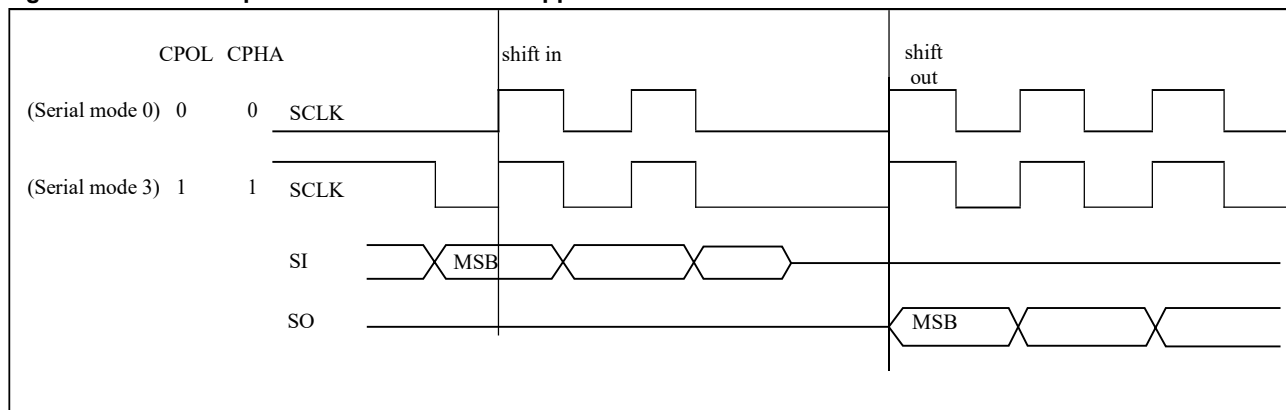 CPOL CPHA shift in shift
out
(Serial mode 0) 0 0 SCLK
(Serial mode 3) 1 1 SCLK
SI MSB
SO MSB